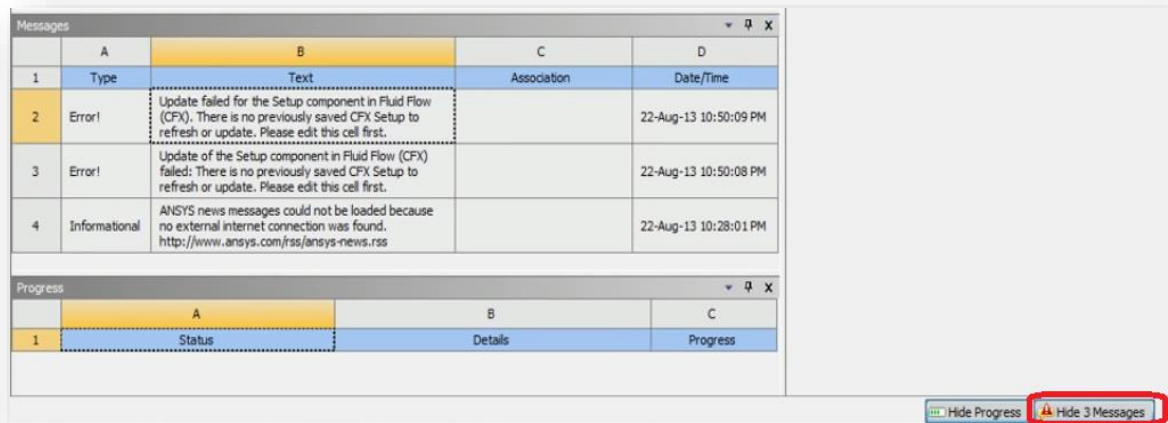 Messages
A B C D
1 Type Text Association Date/Time
2 Error! Update failed for the Setup component in Fluid Flow
(CFX). There is no previously saved CFX Setup to
refresh or update. Please edit this cell first. 22-Aug-13 10:50:09 PM
3 Error! Update of the Setup component in Fluid Flow (CFX)
failed: There is no previously saved CFX Setup to
refresh or update. Please edit this cell first. 22-Aug-13 10:50:08 PM
4 Informational ANSYS news messages could not be loaded because
no external internet connection was found.
http://www.ansys.com/rss/ansys-news.rss 22-Aug-13 10:28:01 PM
Progress
A B C
1 Status Details Progress
Hide Progress Hide 3 Messages